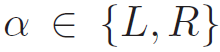 α ∈ {L, R}